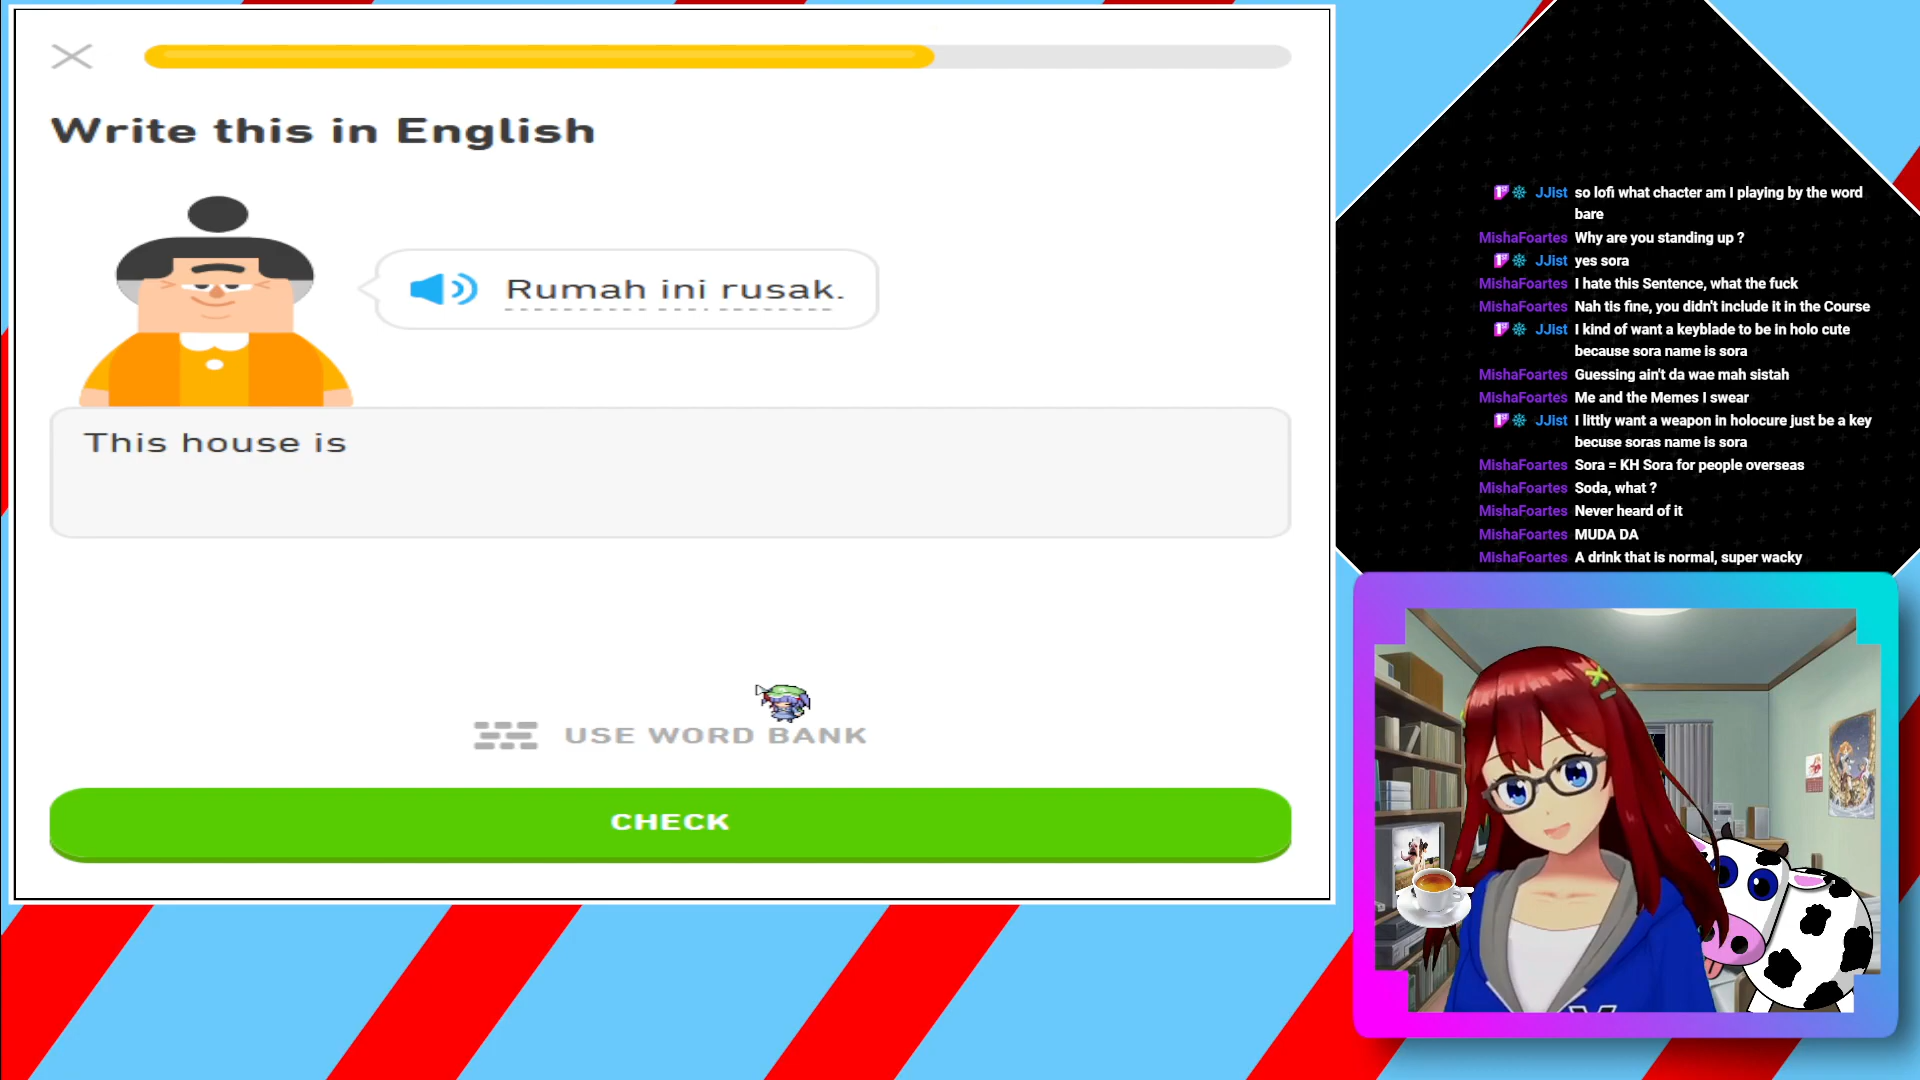 Write this in English
Rumah ini rusak.
This house is
USE WORD BANK
CHECK
JJist so lofi what chacter am I playing by the word
bare
MishaFoartes Why are you standing up ?
JJist yes sora
MishaFoartes I hate this Sentence, what the fuck
MishaFoartes Nah tis fine, you didn't include it in the Course
JJist I kind of want a keyblade to be in holo cute
because sora name is sora
MishaFoartes Guessing ain't da wae mah sistah
MishaFoartes Me and the Memes I swear
JJist I littly want a weapon in holocure just be a key
becuse soras name is sora
MishaFoartes Sora = KH Sora for people overseas
MishaFoartes Soda, what ?
MishaFoartes Never heard of it
MishaFoartes MUDA DA
MishaFoartes A drink that is normal, super wacky